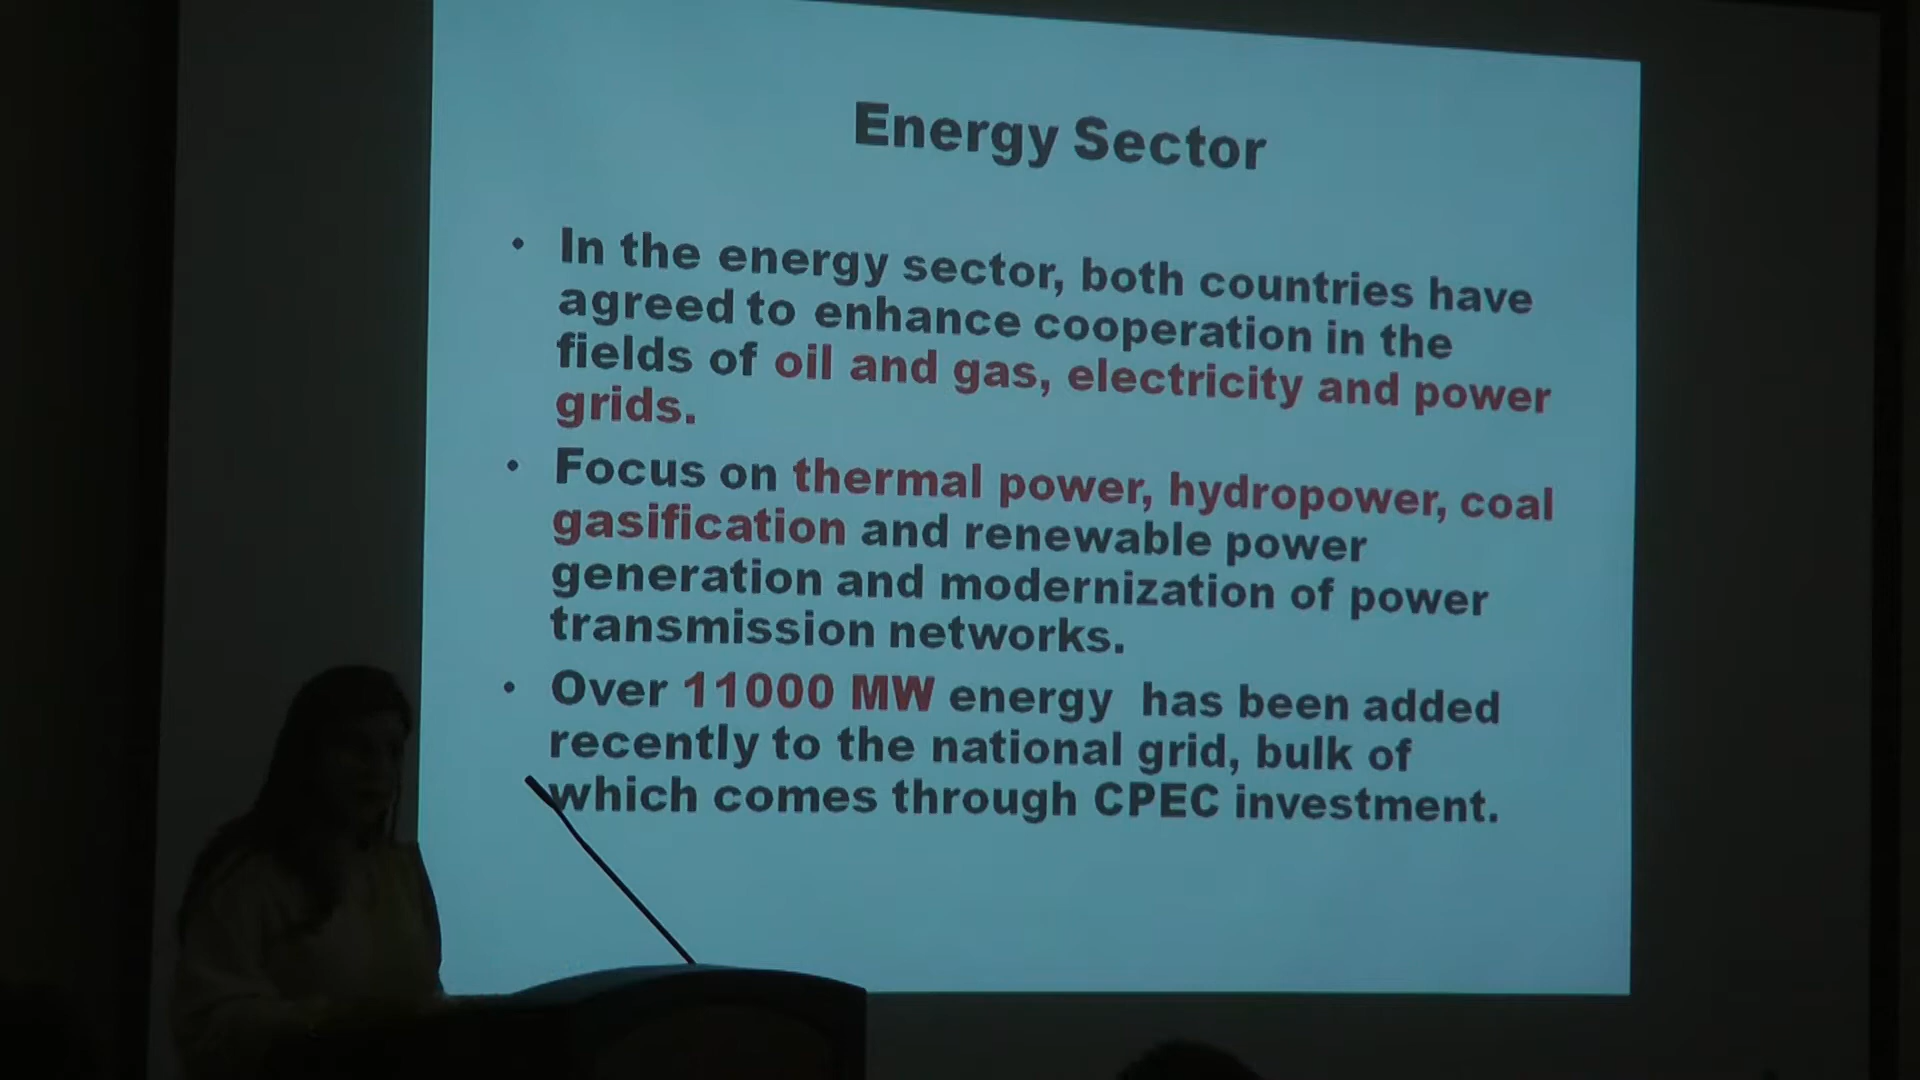 Energy Sector
• In the energy sector, both countries have
agreed to enhance cooperation in the
fields of oil and gas, electricity and power
grids.
• Focus on thermal power, hydropower, coal
gasification and renewable power
generation and modernization of power
transmission networks.
• Over 11000 MW energy has been added
recently to the national grid, bulk of
which comes through CPEC investment.